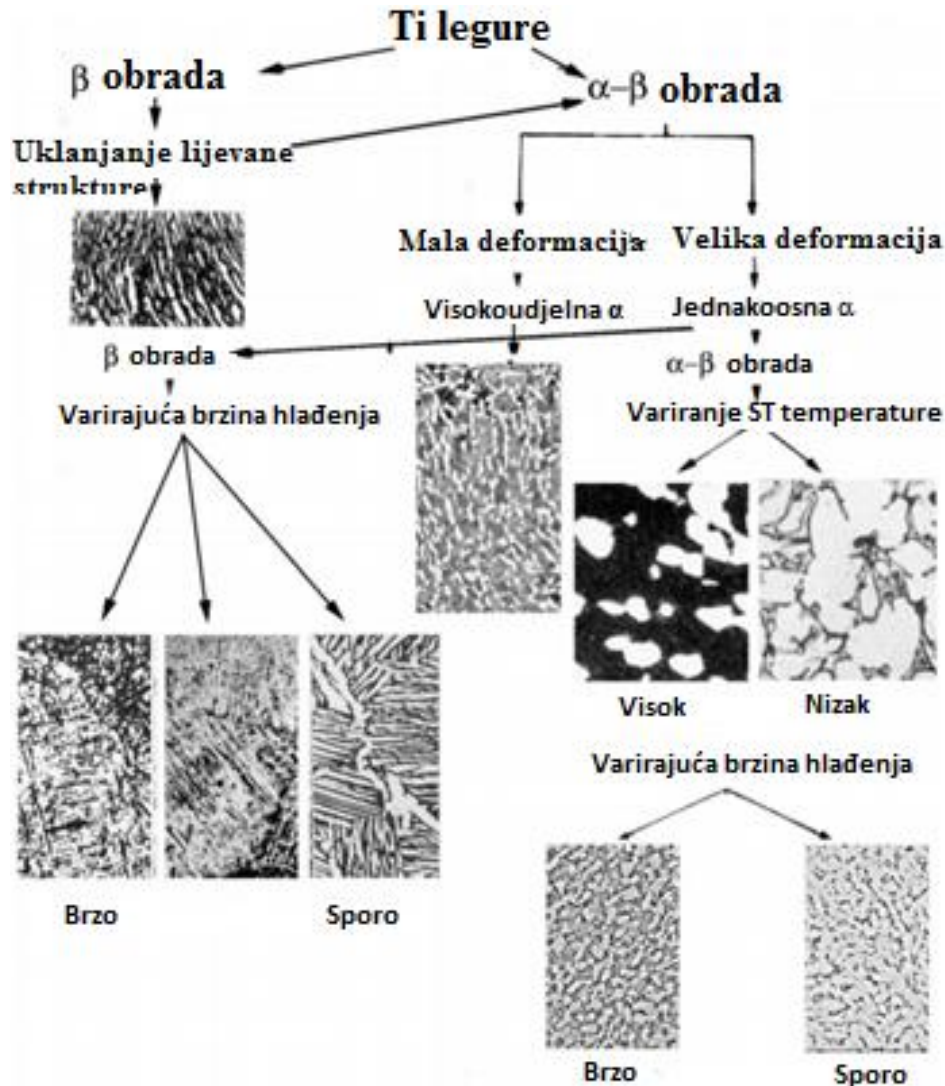 Ti legure
β obrada
α–β obrada
Uklanjanje lijevane
strukture
Mala deformacija
Velika deformacija
Visokoudjelna α
Jednakoosna α
β obrada
α–β obrada
Varirajuća brzina hlađenja
Variranje ST temperature
Visok
Nizak
Varirajuća brzina hlađenja
Brzo
Sporo
Brzo
Sporo